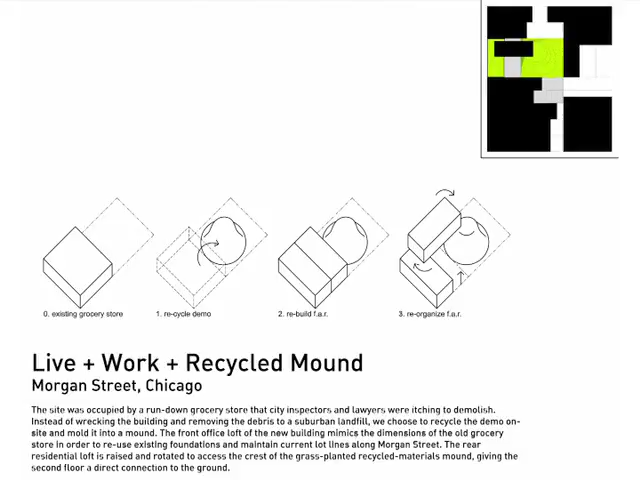 0. existing grocery store
1. re-cycle demo
2. re-build f.a.r.
3. re-organize f.a.r.
Live + Work + Recycled Mound
Morgan Street, Chicago
The site was occupied by a run-down grocery store that city inspectors and lawyers were itching to demolish.
Instead of wrecking the building and removing the debris to a suburban landfill, we choose to recycle the demo on-
site and mold it into a mound. The front office loft of the new building mimics the dimensions of the old grocery
store in order to re-use existing foundations and maintain current lot lines along Morgan Street. The rear
residential loft is raised and rotated to access the crest of the grass-planted recycled-materials mound, giving the
second floor a direct connection to the ground.